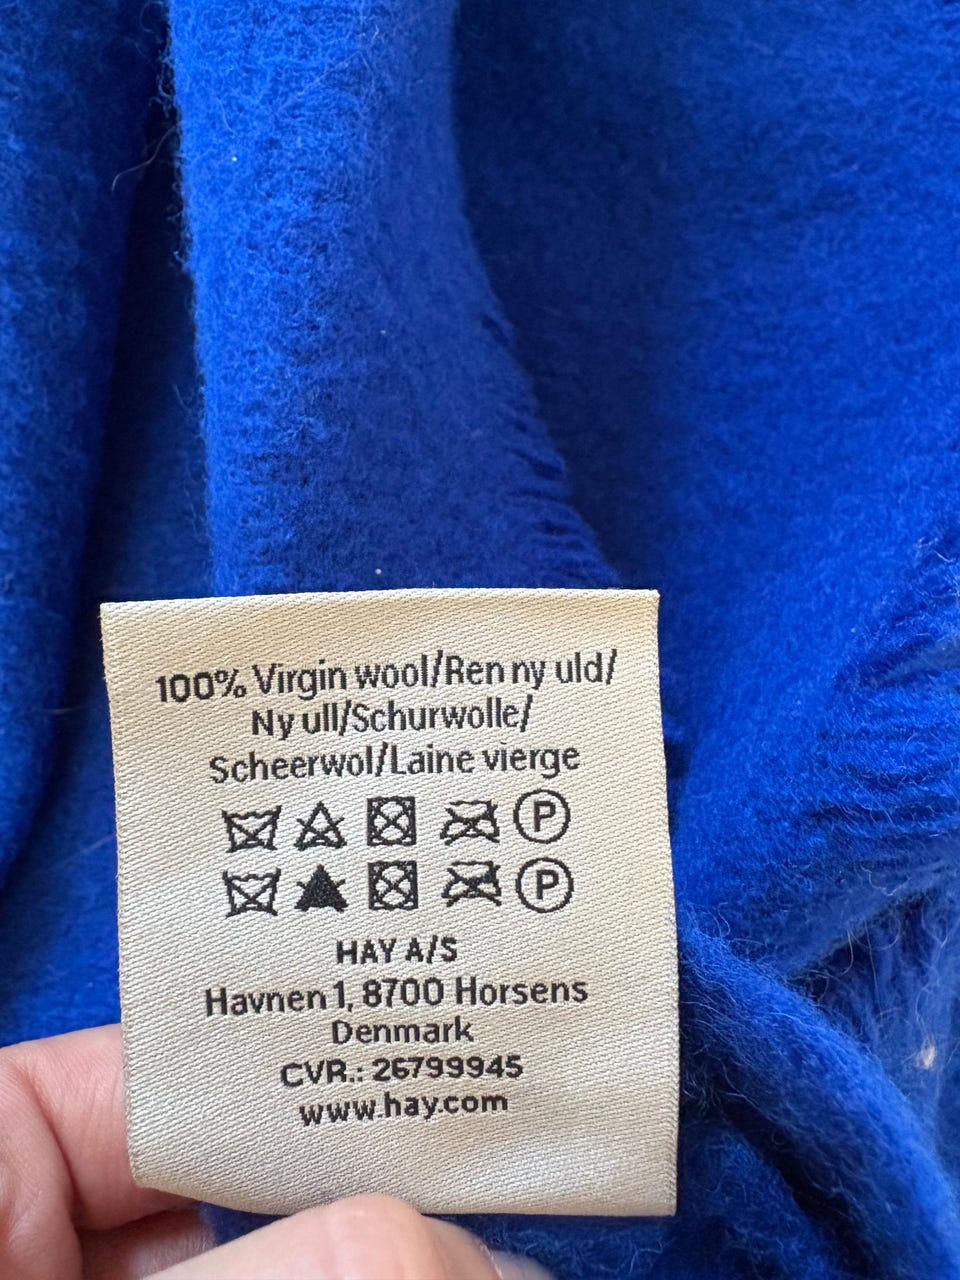 100% Virgin wool/Ren ny uld/
Ny ull/Schurwolle/
Scheerwol/Laine vierge
P
P
HAY A/S
Havnen 1, 8700 Horsens
Denmark
CVR.: 26799945
www.hay.com